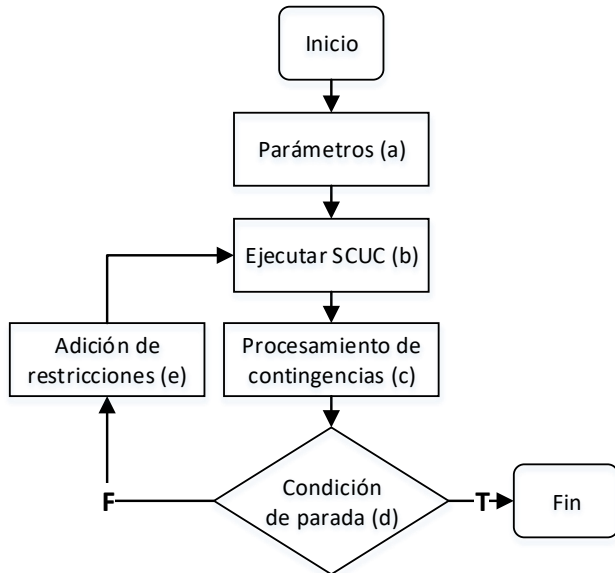 Inicio
Parámetros (a)
Ejecutar SCUC (b)
Adición de
restricciones (e)
Procesamiento de
contingencias (c)
Condición
de parada (d)
F
T
Fin